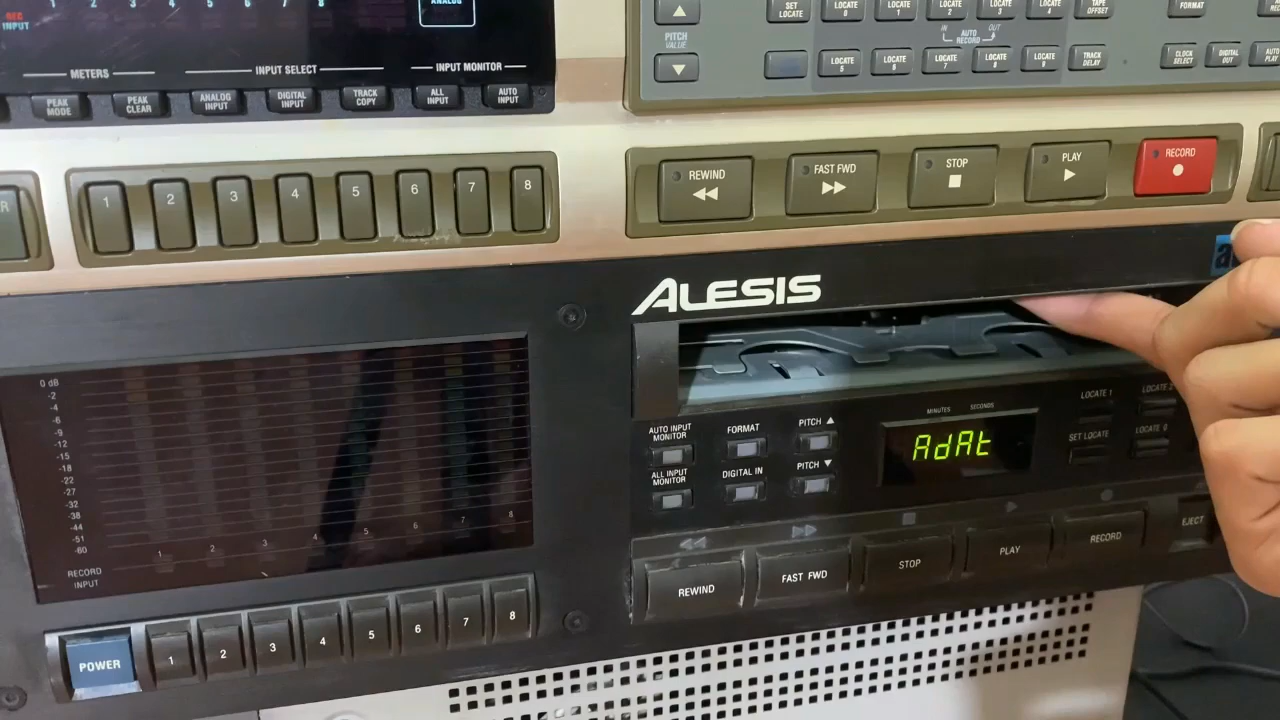 1 2 3 4 5 6 7 8
REC
INPUT
ANALOG
METERS INPUT SELECT INPUT MONITOR
PEAK MODE
PEAK CLEAR
ANALOG INPUT
DIGITAL INPUT
TRACK COPY
ALL INPUT
AUTO INPUT
PITCH VALUE
SET LOCATE
LOCATE 0
LOCATE 1
LOCATE 2
LOCATE 3
LOCATE 4
TAPE OFFSET
FORMAT
IN AUTO RECORD OUT
LOCATE 5
LOCATE 6
LOCATE 7
LOCATE 8
LOCATE 9
TRACK DELAY
CLOCK SELECT
DIGITAL OUT
AUTO PLAY
R
1 2 3 4 5 6 7 8
REWIND
FAST FWD
STOP
PLAY
RECORD
ALESIS
a
0 dB
-2
-4
-6
-9
-12
-15
-18
-22
-27
-32
-38
-44
-51
-60
RECORD
INPUT
1 2 3 4 5 6 7 8
AUTO INPUT
MONITOR
FORMAT
PITCH ▲
ALL INPUT
MONITOR
DIGITAL IN
PITCH ▼
MINUTES SECONDS
AdAt
LOCATE 1
LOCATE 2
SET LOCATE
LOCATE 0
REWIND
FAST FWD
STOP
PLAY
RECORD
EJECT
POWER
1 2 3 4 5 6 7 8